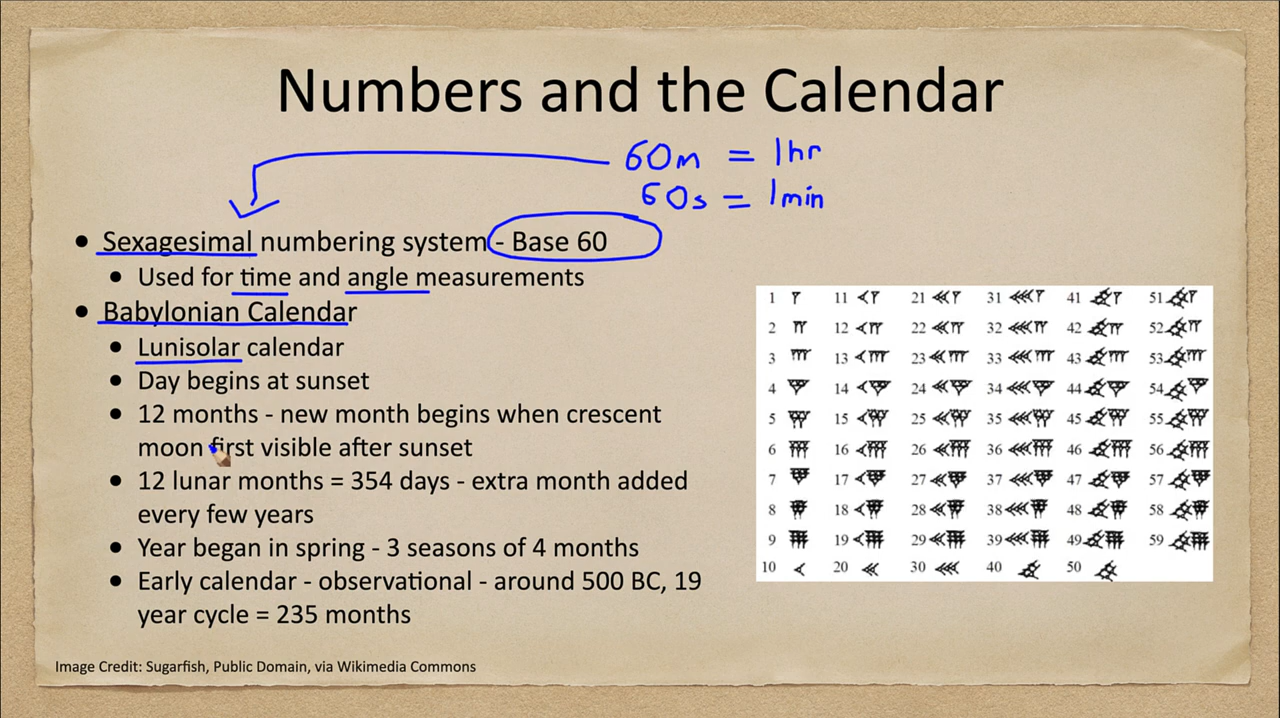 Numbers and the Calendar
60m = 1hr
60s = 1min
• Sexagesimal numbering system - Base 60
• Used for time and angle measurements
• Babylonian Calendar
• Lunisolar calendar
• Day begins at sunset
• 12 months - new month begins when crescent
moon first visible after sunset
• 12 lunar months = 354 days - extra month added
every few years
• Year began in spring - 3 seasons of 4 months
• Early calendar - observational - around 500 BC, 19
year cycle = 235 months
1 11 21 31 41 51
2 12 22 32 42 52
3 13 23 33 43 53
4 14 24 34 44 54
5 15 25 35 45 55
6 16 26 36 46 56
7 17 27 37 47 57
8 18 28 38 48 58
9 19 29 39 49 59
10 20 30 40 50
Image Credit: Sugarfish, Public Domain, via Wikimedia Commons